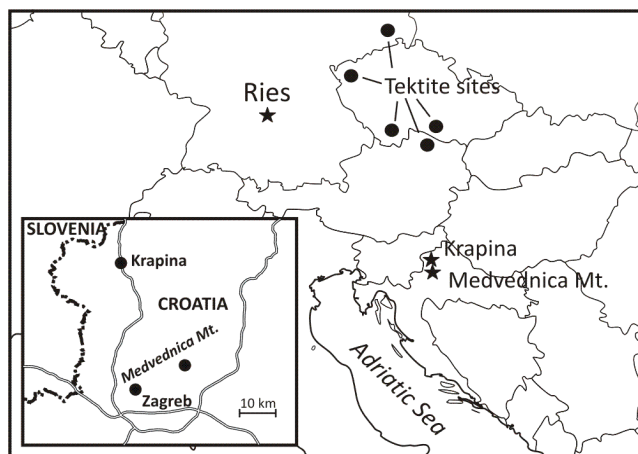 Ries
Tektite sites
Krapina
Medvednica Mt.
Adriatic Sea
SLOVENIA
Krapina
CROATIA
Medvednica Mt.
Zagreb
10 km